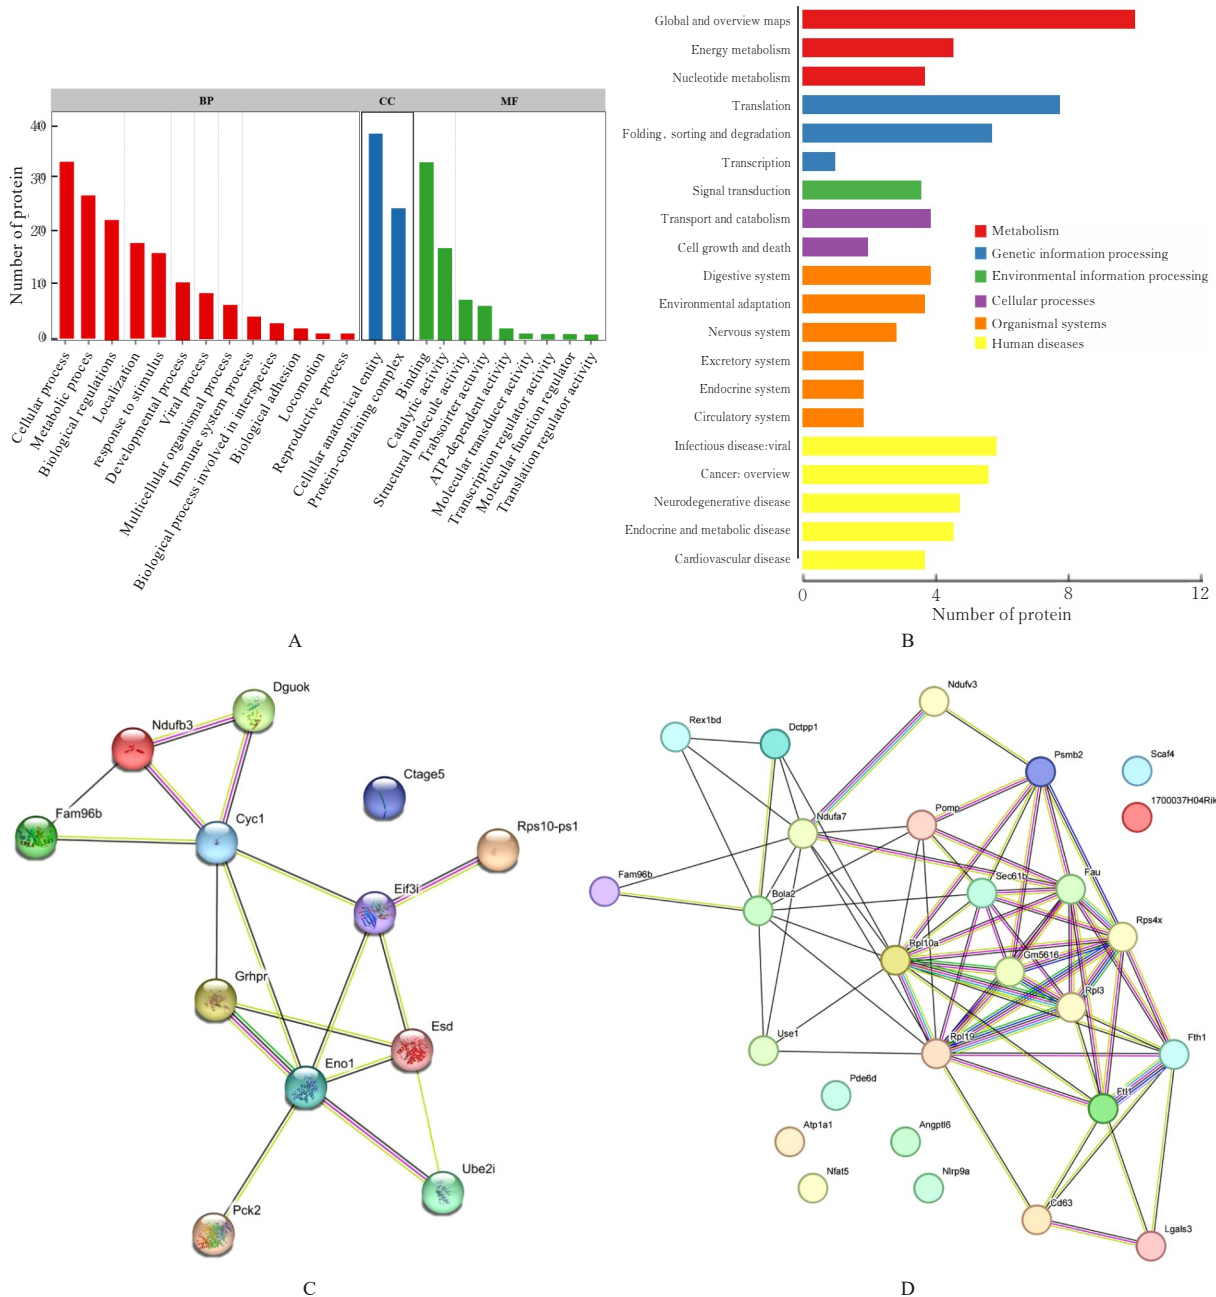 BP
CC
MF
Number of protein
40
30
20
10
0
Cellular process
Metabolic proces
Biological regulations
Localization
response to stimulus
Developmental process
Viral process
Multicellular organismal process
Immune system process
Biological process involved in interspecies
Biological adhesion
Locomotion
Reproductive process
Cellular anatomical entity
Protein-containing complex
Binding
Catalytic activity
Structural molecule activity
Trabsoirter actuvuty
ATP-dependent activity
Molecular transducer activity
Transcription regulator activity
Molecular function regulator
Translation regulator activity
A
Global and overview maps
Energy metabolism
Nucleotide metabolism
Translation
Folding, sorting and degradation
Transcription
Signal transduction
Transport and catabolism
Cell growth and death
Digestive system
Environmental adaptation
Nervous system
Excretory system
Endocrine system
Circulatory system
Infectious disease:viral
Cancer: overview
Neurodegenerative disease
Endocrine and metabolic disease
Cardiovascular disease
Metabolism
Genetic information processing
Environmental information processing
Cellular processes
Organismal systems
Human diseases
0
4
8
12
Number of protein
B
Dguok
Ndufb3
Ctage5
Fam96b
Cyc1
Rps10-ps1
Eif3i
Grhpr
Esd
Eno1
Ube2i
Pck2
C
Ndufv3
Rex1bd
Dctpp1
Psmb2
Scaf4
1700037H04Rik
Pomp
Ndufa7
Fam96b
Bola2
Sec61b
Fau
Rps4x
Rpl10a
Gm5616
Rpl3
Use1
Rpl19
Fth1
Ftl1
Pde6d
Atp1a1
Angptl6
Nfat5
Nlrp9a
Cd63
Lgals3
D